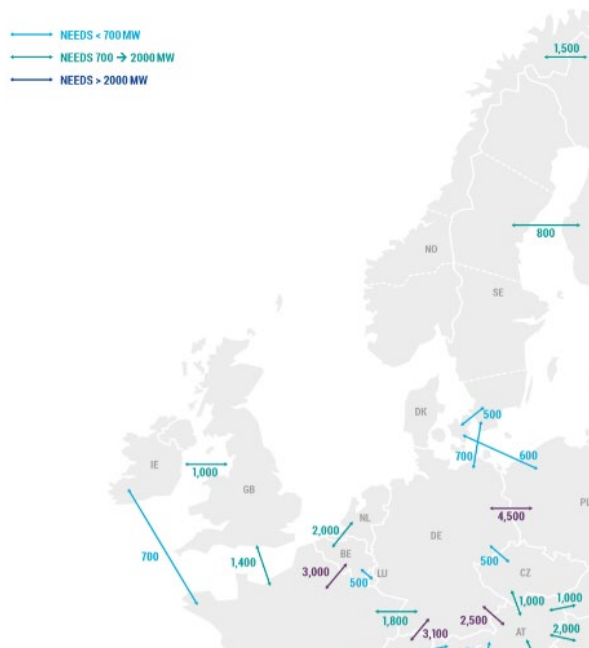 NEEDS < 700 MW
NEEDS 700 → 2000 MW
NEEDS > 2000 MW
1,500
800
NO
SE
DK
500
700
600
IE
1,000
GB
4,500
PL
NL
2,000
DE
BE
1,400
700
3,000
500
LU
500
CZ
1,000
1,000
1,800
3,100
2,500
AT
2,000